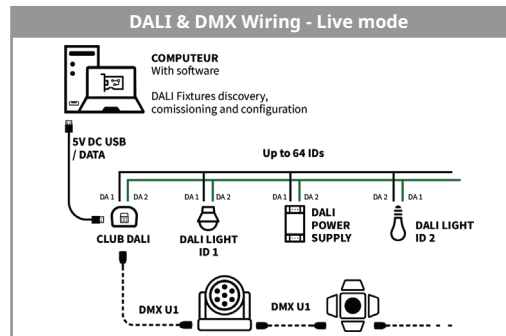 DALI & DMX Wiring - Live mode
COMPUTEUR
With software
DALI Fixtures discovery,
comissioning and configuration
5V DC USB
/ DATA
Up to 64 IDs
DA 1 DA 2 DA 1 DA 2 DA 1 DA 2 DA 2 DA 1
CLUB DALI
DALI LIGHT
ID 1
DALI
POWER
SUPPLY
DALI LIGHT
ID 2
DMX U1 DMX U1